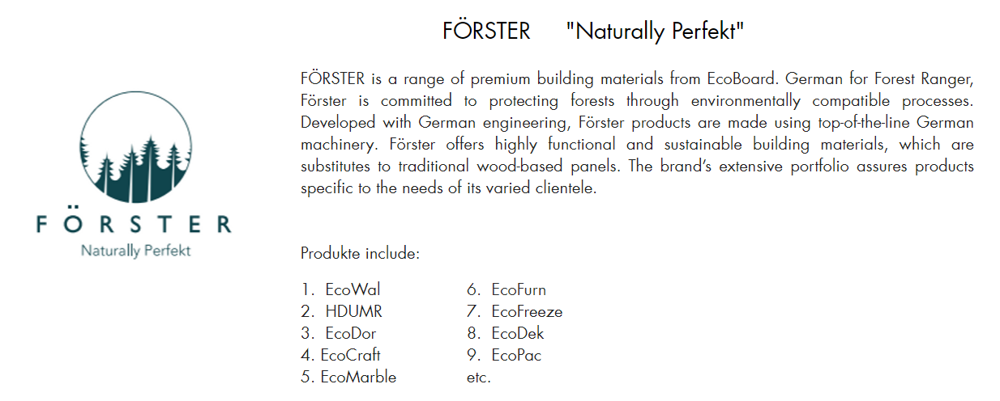 FÖRSTER "Naturally Perfekt"
FÖRSTER is a range of premium building materials from EcoBoard. German for Forest Ranger,
Förster is committed to protecting forests through environmentally compatible processes.
Developed with German engineering, Förster products are made using top-of-the-line German
machinery. Förster offers highly functional and sustainable building materials, which are
substitutes to traditional wood-based panels. The brand’s extensive portfolio assures products
specific to the needs of its varied clientele.
FÖRSTER
Naturally Perfekt
Produkte include:
1. EcoWal
2. HDUMR
3. EcoDor
4. EcoCraft
5. EcoMarble
6. EcoFurn
7. EcoFreeze
8. EcoDek
9. EcoPac
etc.